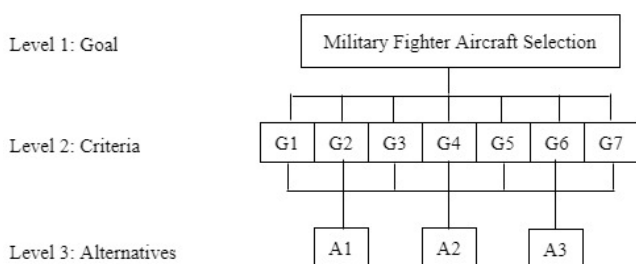 Level 1: Goal
Military Fighter Aircraft Selection
Level 2: Criteria
G1 G2 G3 G4 G5 G6 G7
Level 3: Alternatives
A1 A2 A3